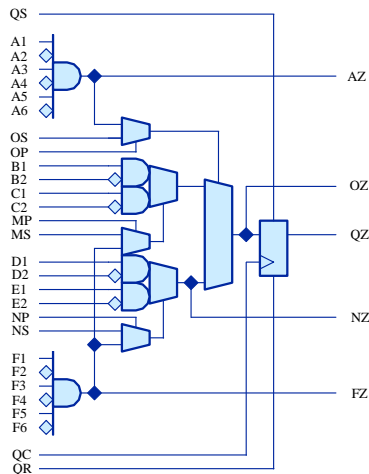 QS
A1
A2
A3
A4
A5
A6
AZ
OS
OP
B1
B2
C1
C2
MP
MS
OZ
QZ
D1
D2
E1
E2
NP
NS
NZ
F1
F2
F3
F4
F5
F6
FZ
QC
QR